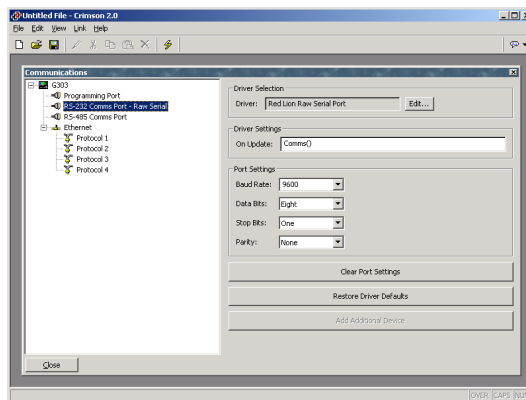 Untitled File - Crimson 2.0
File Edit View Link Help
Communications
G303
Programming Port
RS-232 Comms Port - Raw Serial
RS-485 Comms Port
Ethernet
Protocol 1
Protocol 2
Protocol 3
Protocol 4
Driver Selection
Driver: Red Lion Raw Serial Port Edit...
Driver Settings
On Update: Comms()
Port Settings
Baud Rate: 9600
Data Bits: Eight
Stop Bits: One
Parity: None
Clear Port Settings
Restore Driver Defaults
Add Additional Device
Close
OVER CAPS